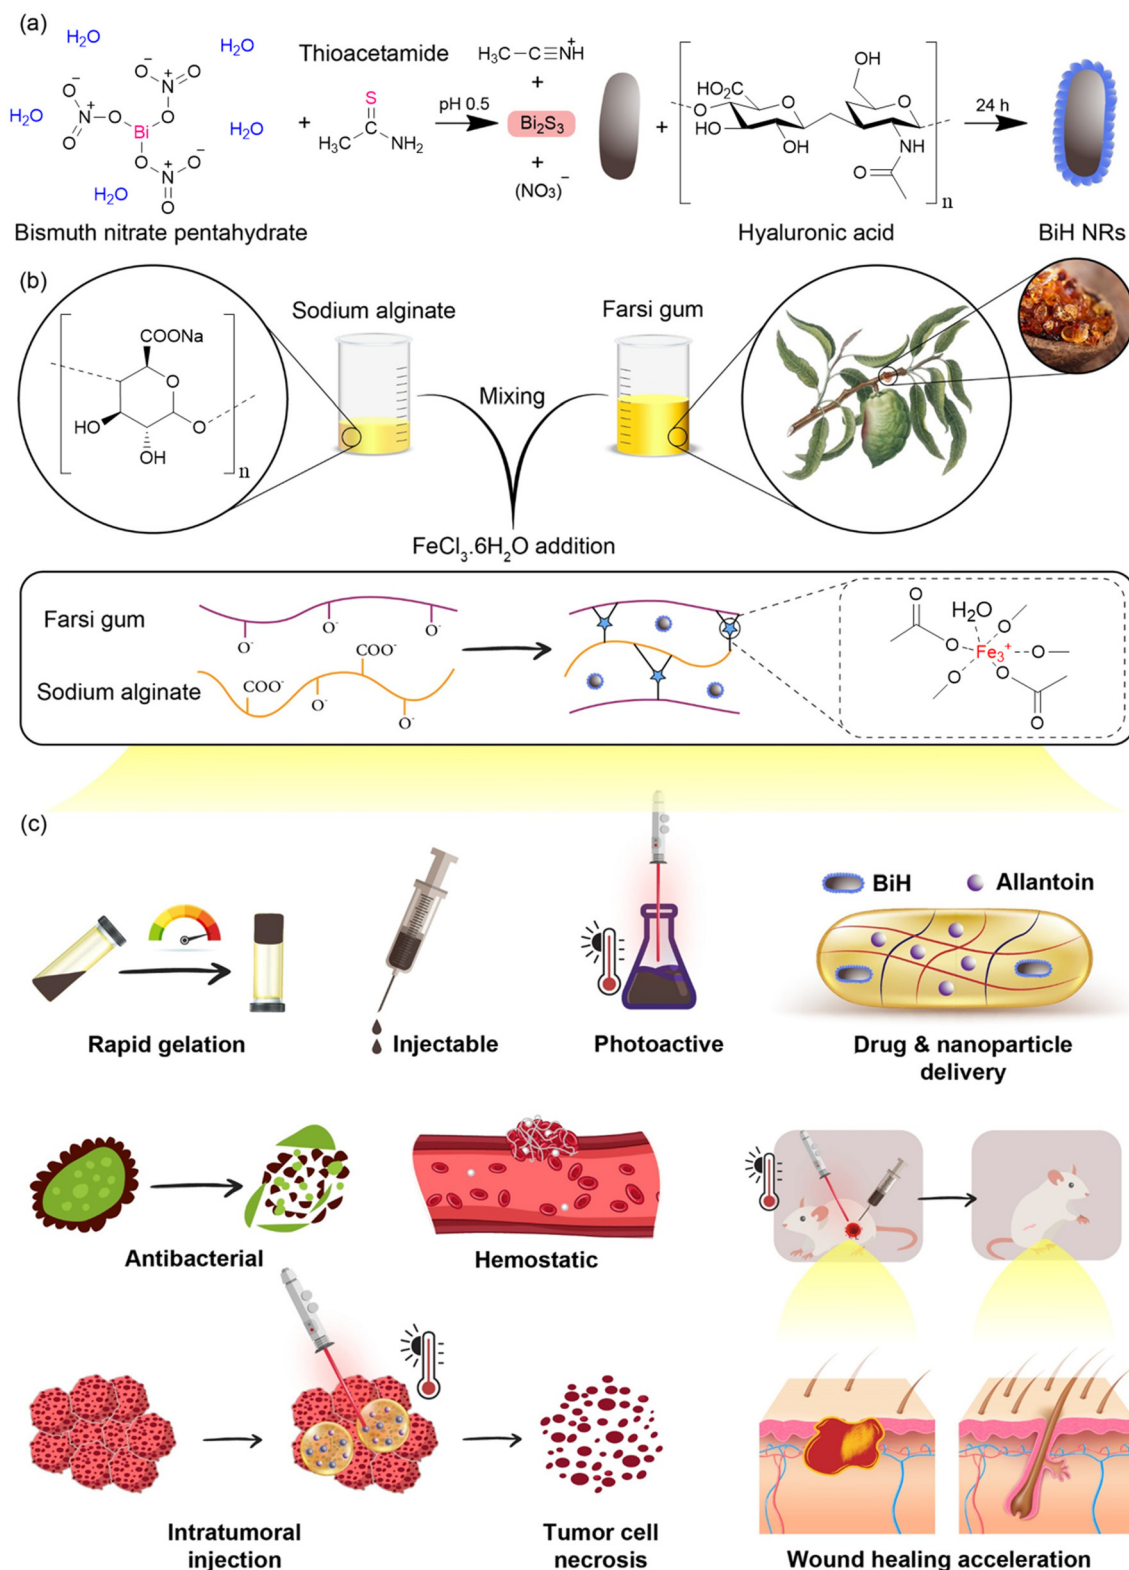 (a)
H₂O
H₂O
H₂O
H₂O
H₂O
O⁻
N⁺
O
O
Bi
O
O
O⁻
N⁺
O
O
N⁺
O⁻
O
Bismuth nitrate pentahydrate
+
Thioacetamide
S
H₃C
NH₂
pH 0.5
H₃C—C≡N⁺H
+
Bi₂S₃
+
(NO₃)⁻
+
HO₂C
O
HO
O
OH
OH
O
HO
NH
O
n
Hyaluronic acid
24 h
BiH NRs
(b)
COONa
O
HO
OH
O
n
Sodium alginate
Mixing
Farsi gum
FeCl₃.6H₂O addition
Farsi gum
O⁻
O⁻
O⁻
Sodium alginate
COO⁻
O⁻
COO⁻
O⁻
O
H₂O
O
O
Fe₃⁺
O
O
O
O
(c)
Rapid gelation
Injectable
Photoactive
BiH
Allantoin
Drug & nanoparticle
delivery
Antibacterial
Hemostatic
Intratumoral
injection
Tumor cell
necrosis
Wound healing acceleration